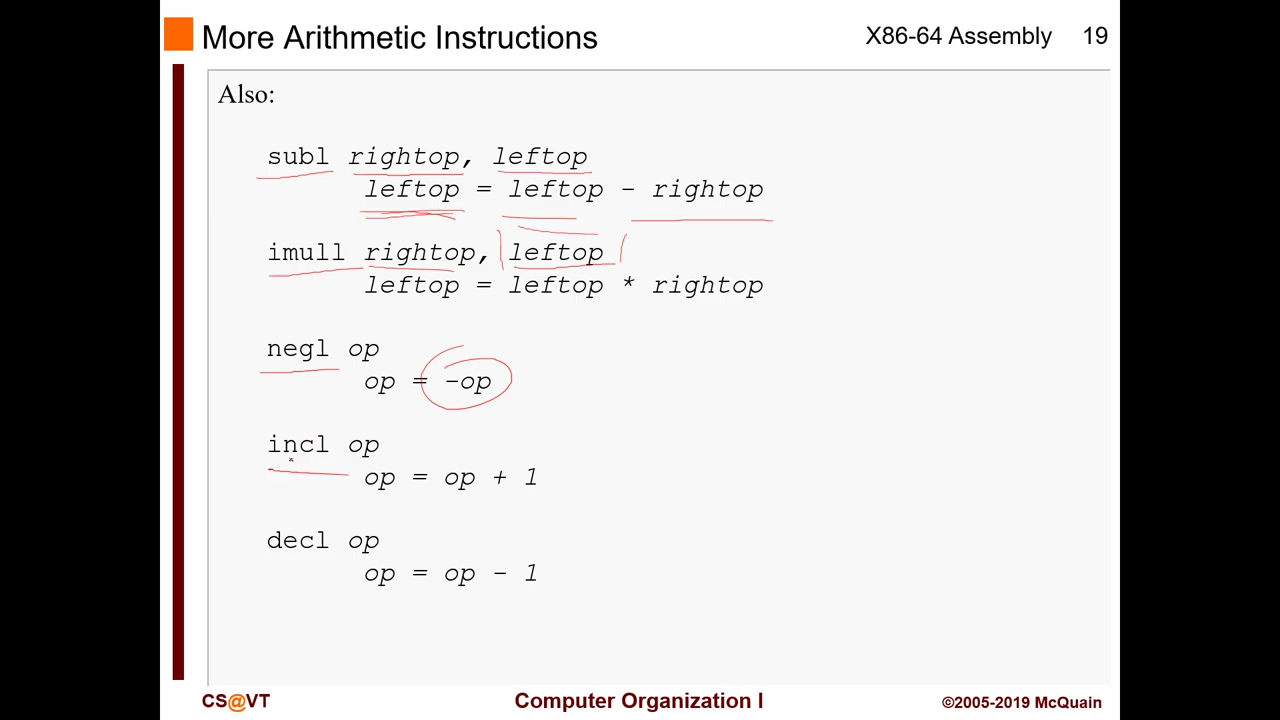 More Arithmetic Instructions
X86-64 Assembly 19
Also:
subl rightop, leftop
leftop = leftop - rightop
imull rightop, leftop
leftop = leftop * rightop
negl op
op = -op
incl op
op = op + 1
decl op
op = op - 1
CS@VT
Computer Organization I
©2005-2019 McQuain